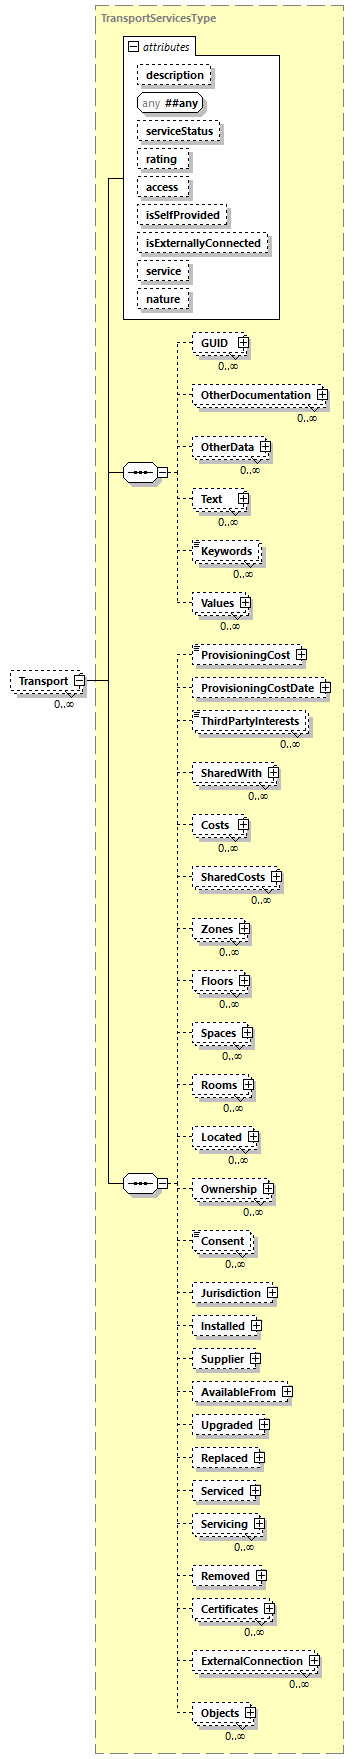 TransportServicesType
attributes
description
any ##any
serviceStatus
rating
access
isSelfProvided
isExternallyConnected
service
nature
GUID
0..∞
OtherDocumentation
0..∞
OtherData
0..∞
Text
0..∞
Keywords
0..∞
Values
0..∞
ProvisioningCost
Transport
0..∞
ProvisioningCostDate
ThirdPartyInterests
0..∞
SharedWith
0..∞
Costs
0..∞
SharedCosts
0..∞
Zones
0..∞
Floors
0..∞
Spaces
0..∞
Rooms
0..∞
Located
0..∞
Ownership
0..∞
Consent
0..∞
Jurisdiction
Installed
Supplier
AvailableFrom
Upgraded
Replaced
Serviced
Servicing
0..∞
Removed
Certificates
0..∞
ExternalConnection
0..∞
Objects
0..∞